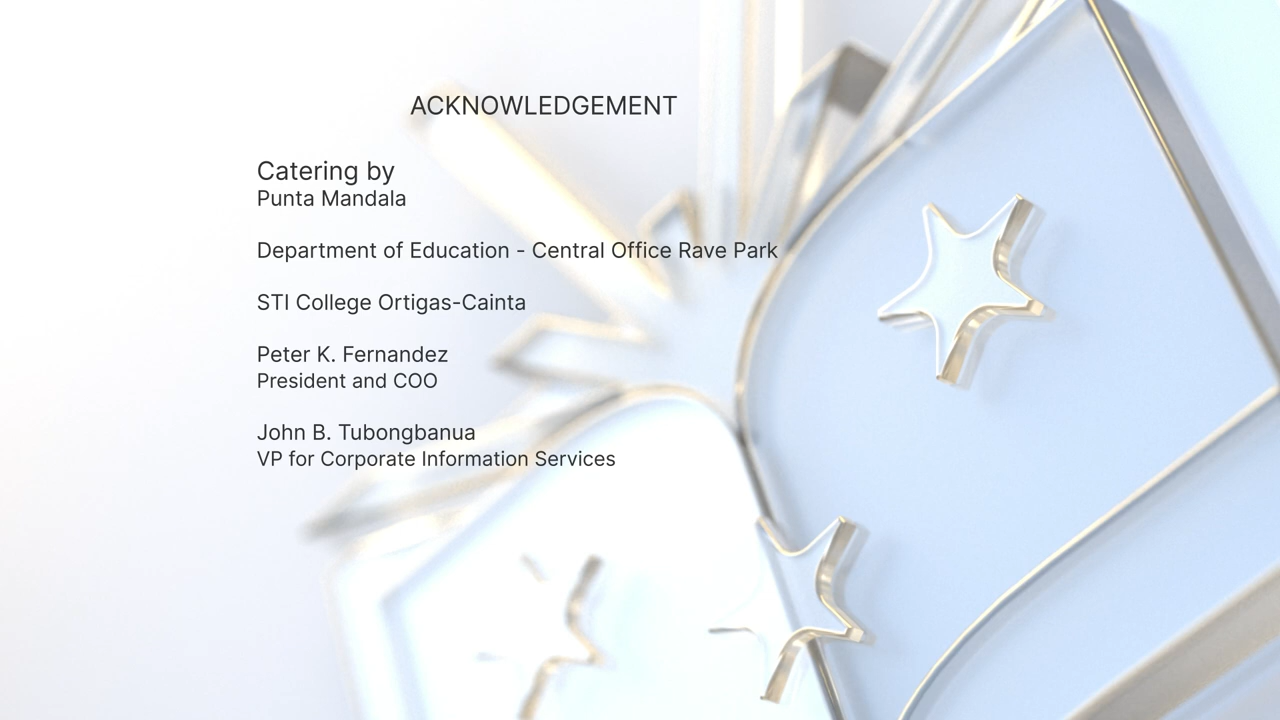 ACKNOWLEDGEMENT
Catering by
Punta Mandala
Department of Education - Central Office Rave Park
STI College Ortigas-Cainta
Peter K. Fernandez
President and COO
John B. Tubongbanua
VP for Corporate Information Services